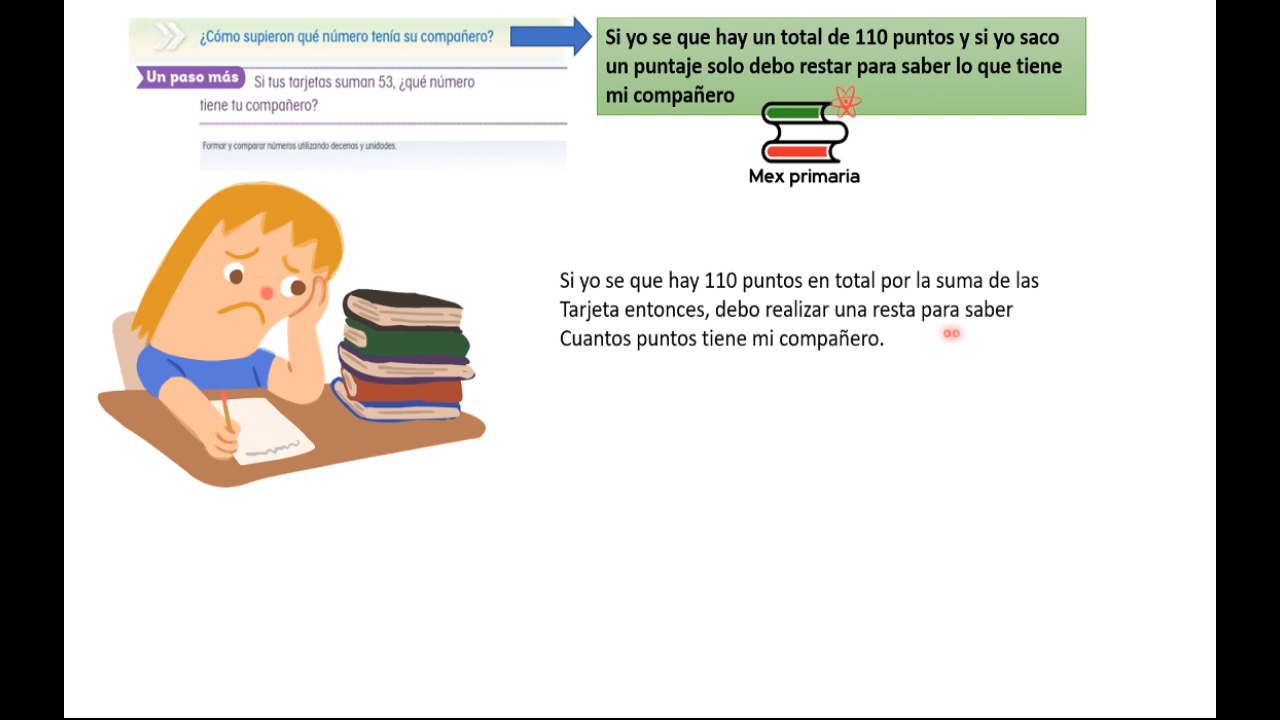 ¿Cómo supieron qué número tenía su compañero?
Si yo se que hay un total de 110 puntos y si yo saco
un puntaje solo debo restar para saber lo que tiene
mi compañero
Un paso más Si tus tarjetas suman 53, ¿qué número
tiene tu compañero?
Formar y comparar números utilizando decenas y unidades.
Mex primaria
Si yo se que hay 110 puntos en total por la suma de las
Tarjeta entonces, debo realizar una resta para saber
Cuantos puntos tiene mi compañero.